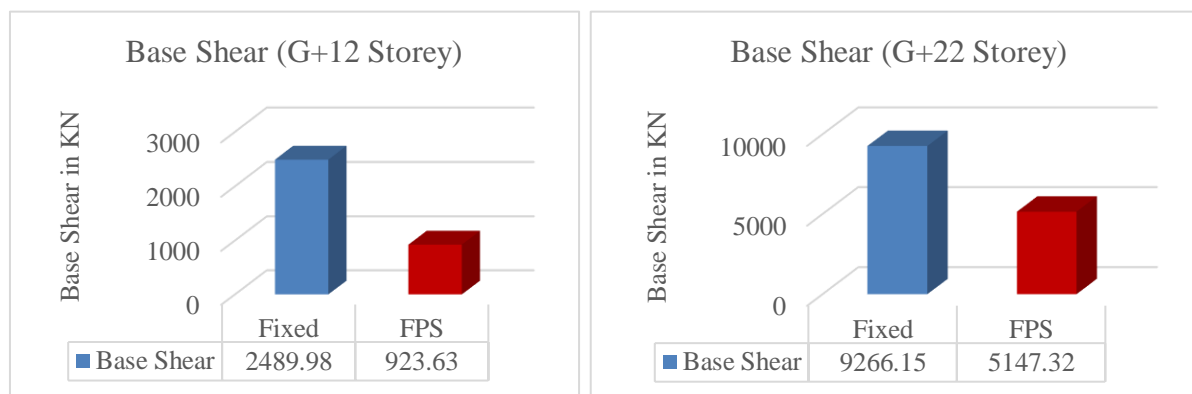 Base Shear (G+12 Storey)
Base Shear in KN
3000
2000
1000
0
Fixed FPS
Base Shear 2489.98 923.63
Base Shear (G+22 Storey)
Base Shear in KN
10000
5000
0
Fixed FPS
Base Shear 9266.15 5147.32